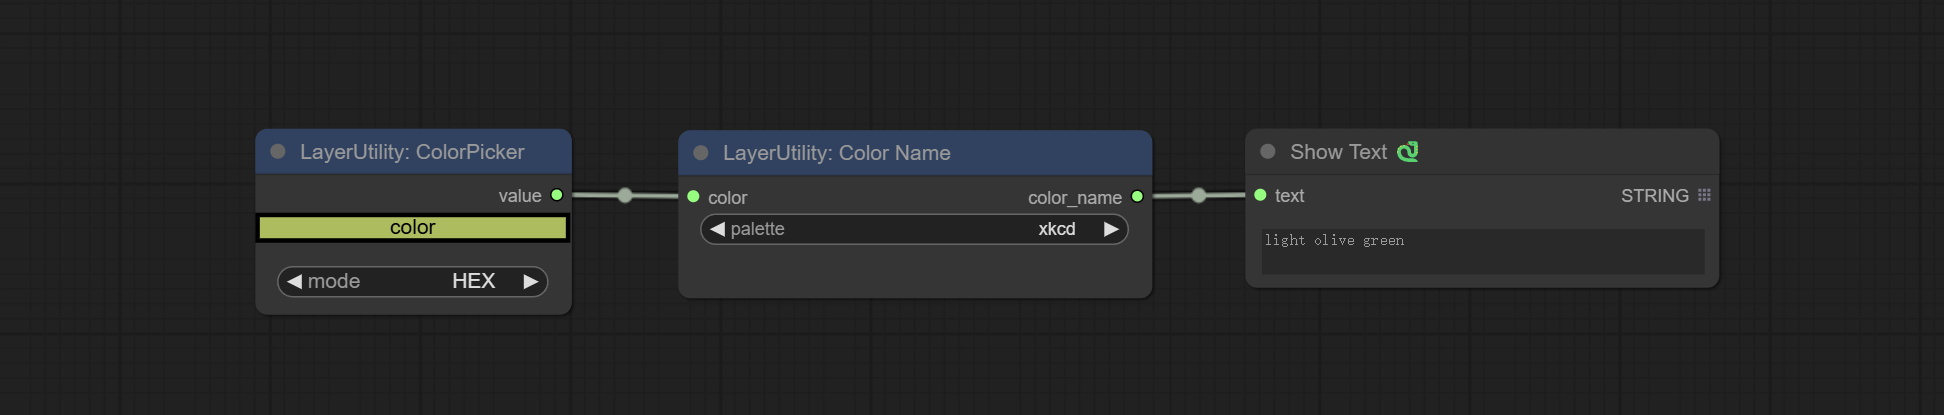 LayerUtility: ColorPicker
value
color
mode HEX
LayerUtility: Color Name
color color_name
palette xkcd
Show Text
text STRING
light olive green